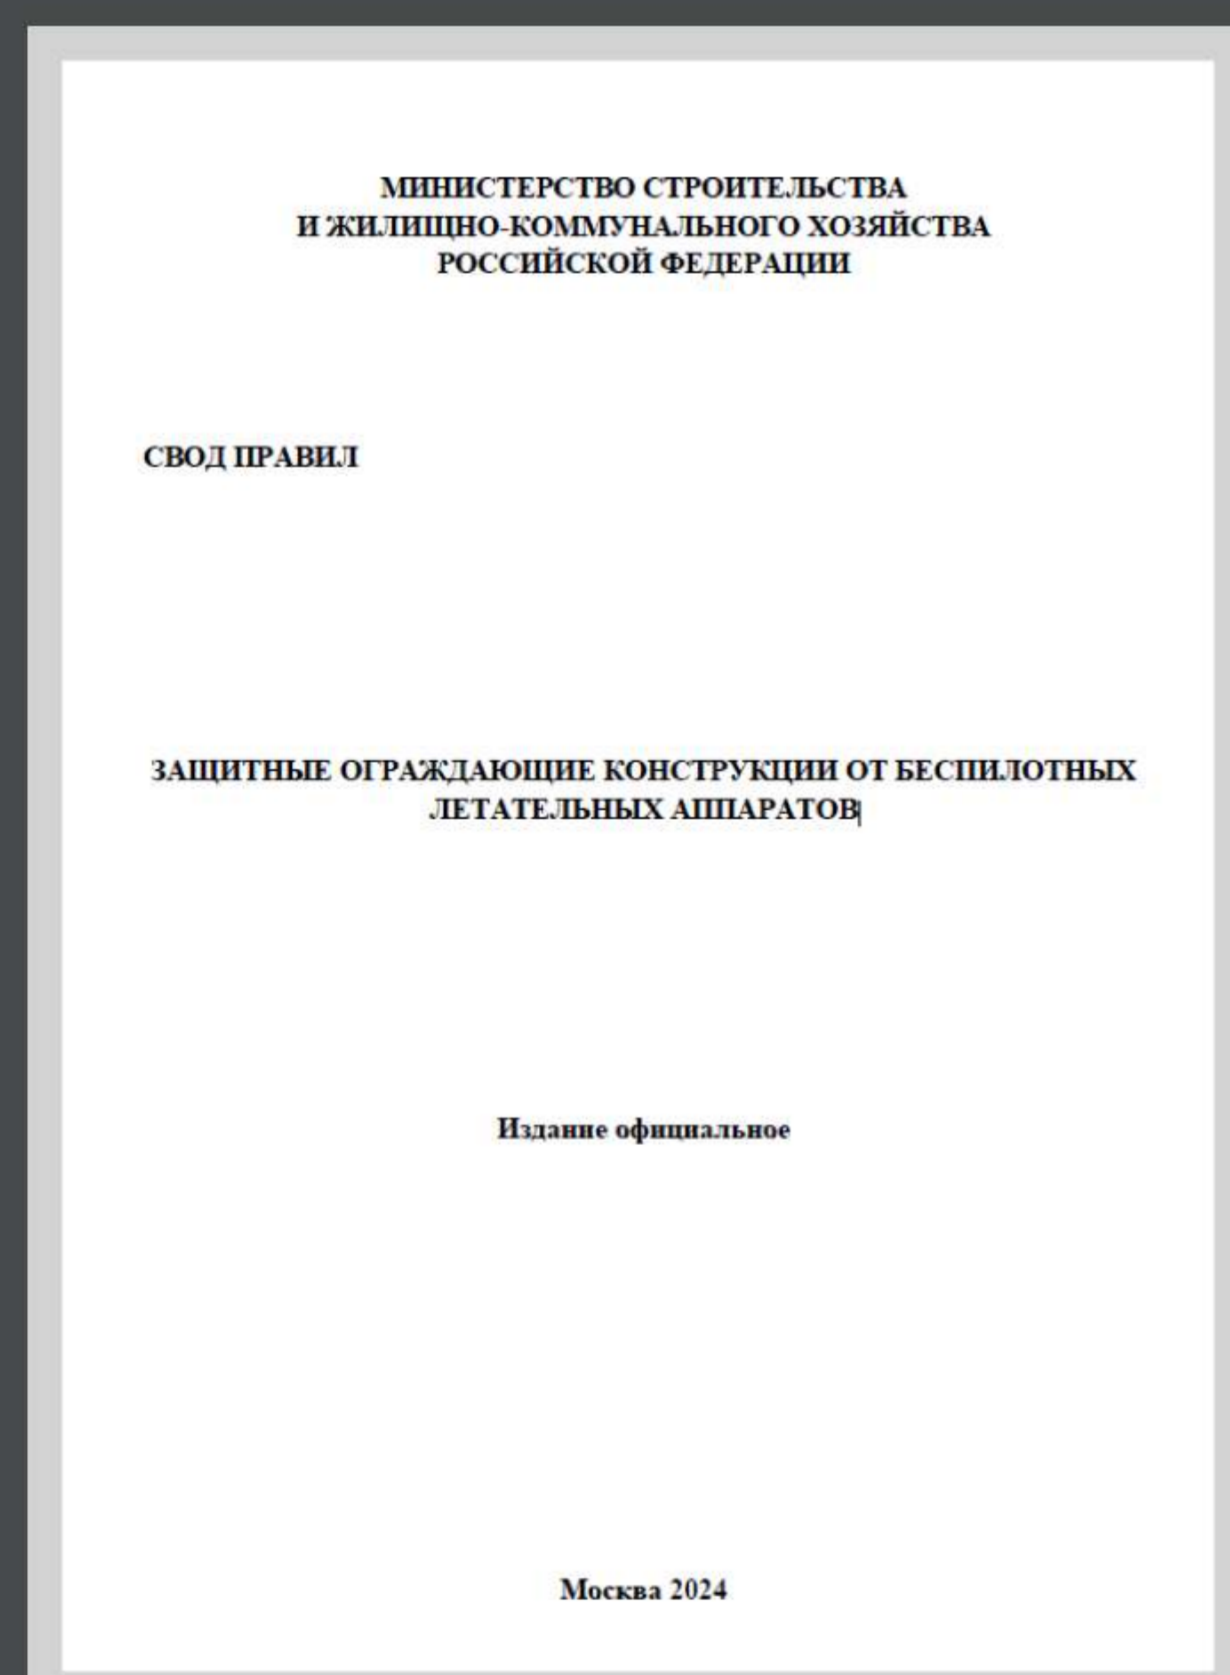 МИНИСТЕРСТВО СТРОИТЕЛЬСТВА
И ЖИЛИЩНО-КОММУНАЛЬНОГО ХОЗЯЙСТВА
РОССИЙСКОЙ ФЕДЕРАЦИИ
СВОД ПРАВИЛ
ЗАЩИТНЫЕ ОГРАЖДАЮЩИЕ КОНСТРУКЦИИ ОТ БЕСПИЛОТНЫХ
ЛЕТАТЕЛЬНЫХ АППАРАТОВ
Издание официальное
Москва 2024